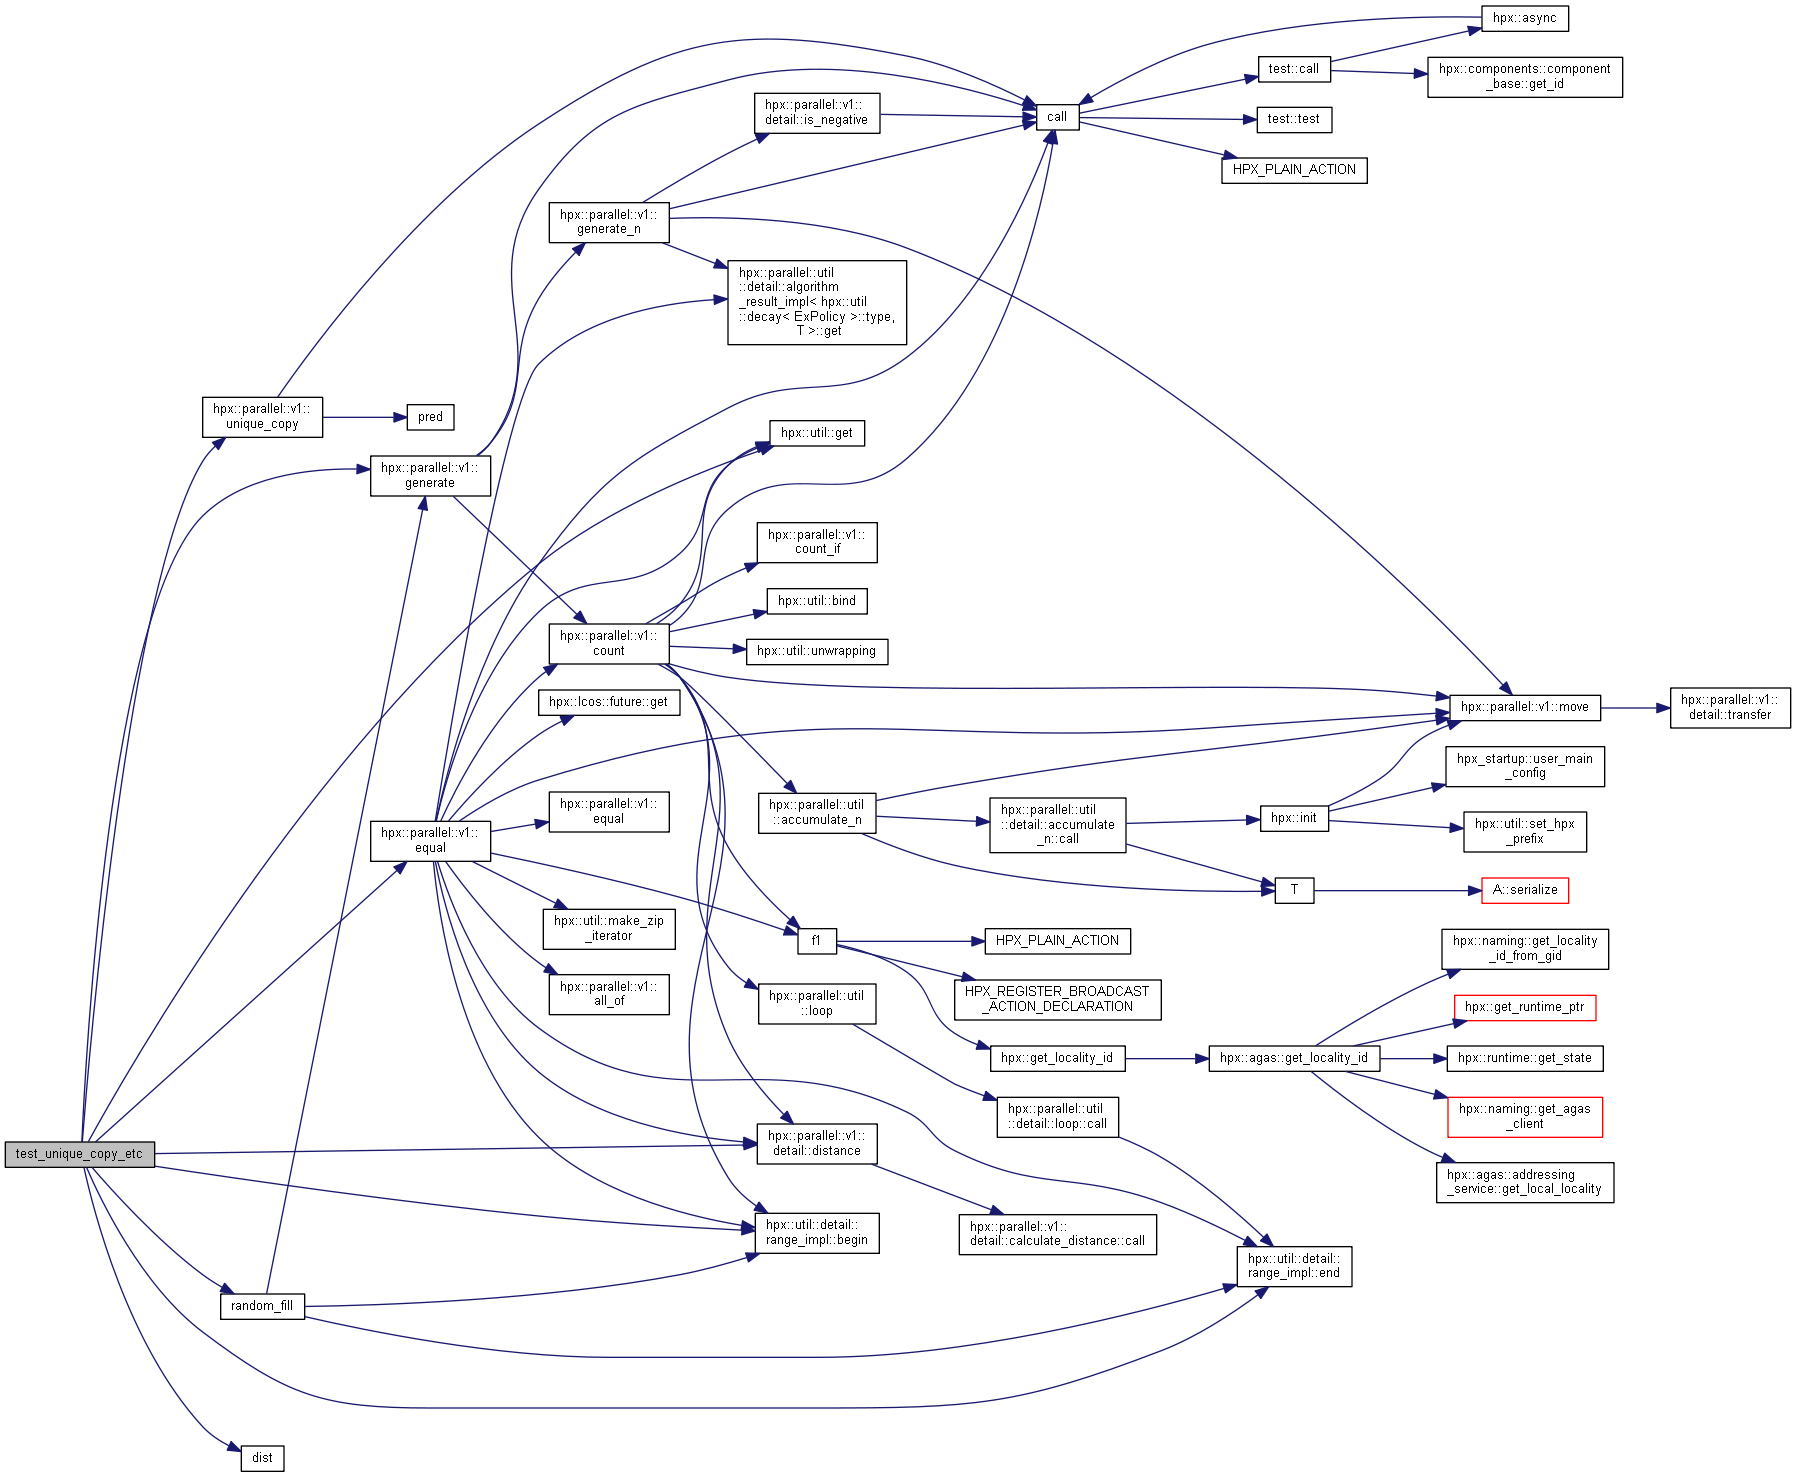 hpx::async
test::call
hpx::components::component
_base::get_id
hpx::parallel::v1::
detail::is_negative
call
test::test
HPX_PLAIN_ACTION
hpx::parallel::v1::
generate_n
hpx::parallel::util
::detail::algorithm
_result_impl< hpx::util
::decay< ExPolicy >::type,
T >::get
hpx::parallel::v1::
unique_copy
pred
hpx::util::get
hpx::parallel::v1::
generate
hpx::parallel::v1::
count_if
hpx::util::bind
hpx::parallel::v1::
count
hpx::util::unwrapping
hpx::lcos::future::get
hpx::parallel::v1::move
hpx::parallel::v1::
detail::transfer
hpx_startup::user_main
_config
hpx::parallel::v1::
equal
hpx::parallel::util
::accumulate_n
hpx::parallel::util
::detail::accumulate
_n::call
hpx::init
hpx::util::set_hpx
_prefix
hpx::parallel::v1::
equal
T
A::serialize
hpx::util::make_zip
_iterator
f1
HPX_PLAIN_ACTION
hpx::naming::get_locality
_id_from_gid
hpx::parallel::v1::
all_of
hpx::parallel::util
::loop
HPX_REGISTER_BROADCAST
_ACTION_DECLARATION
hpx::get_runtime_ptr
hpx::get_locality_id
hpx::agas::get_locality_id
hpx::runtime::get_state
hpx::parallel::util
::detail::loop::call
hpx::naming::get_agas
_client
test_unique_copy_etc
hpx::parallel::v1::
detail::distance
hpx::agas::addressing
_service::get_local_locality
hpx::util::detail::
range_impl::begin
hpx::parallel::v1::
detail::calculate_distance::call
hpx::util::detail::
range_impl::end
random_fill
dist